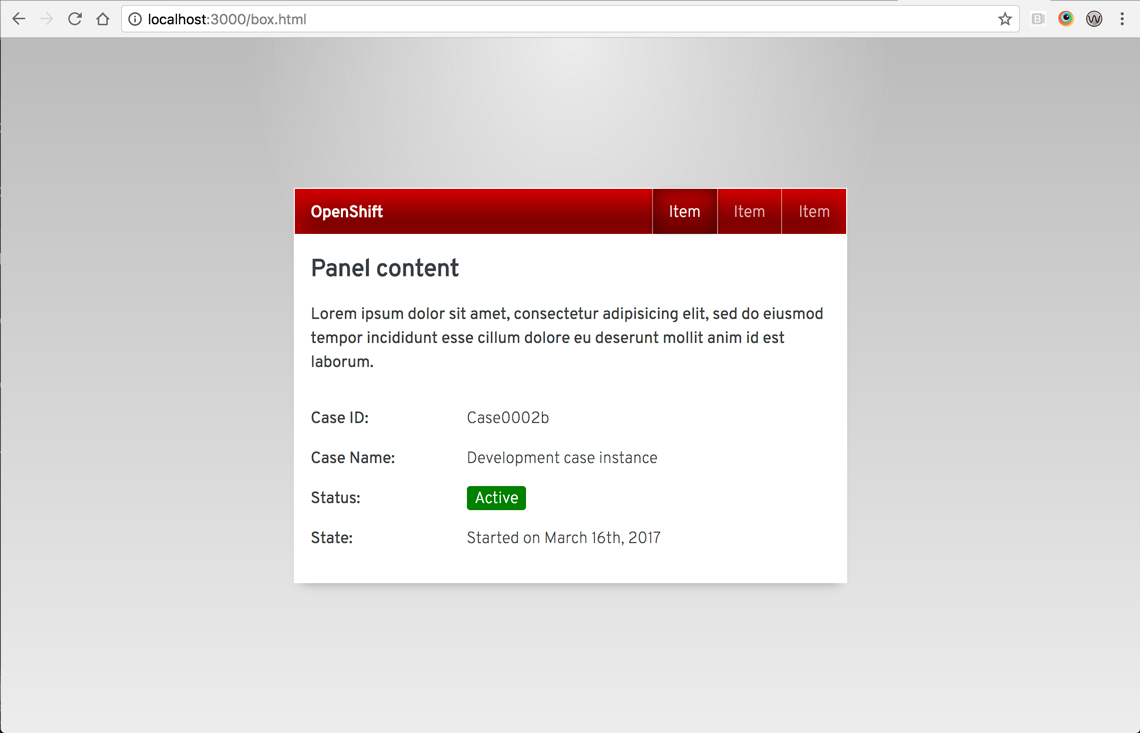 localhost:3000/box.html
OpenShift Item Item Item
Panel content
Lorem ipsum dolor sit amet, consectetur adipisicing elit, sed do eiusmod
tempor incididunt esse cillum dolore eu deserunt mollit anim id est
laborum.
Case ID: Case0002b
Case Name: Development case instance
Status: Active
State: Started on March 16th, 2017